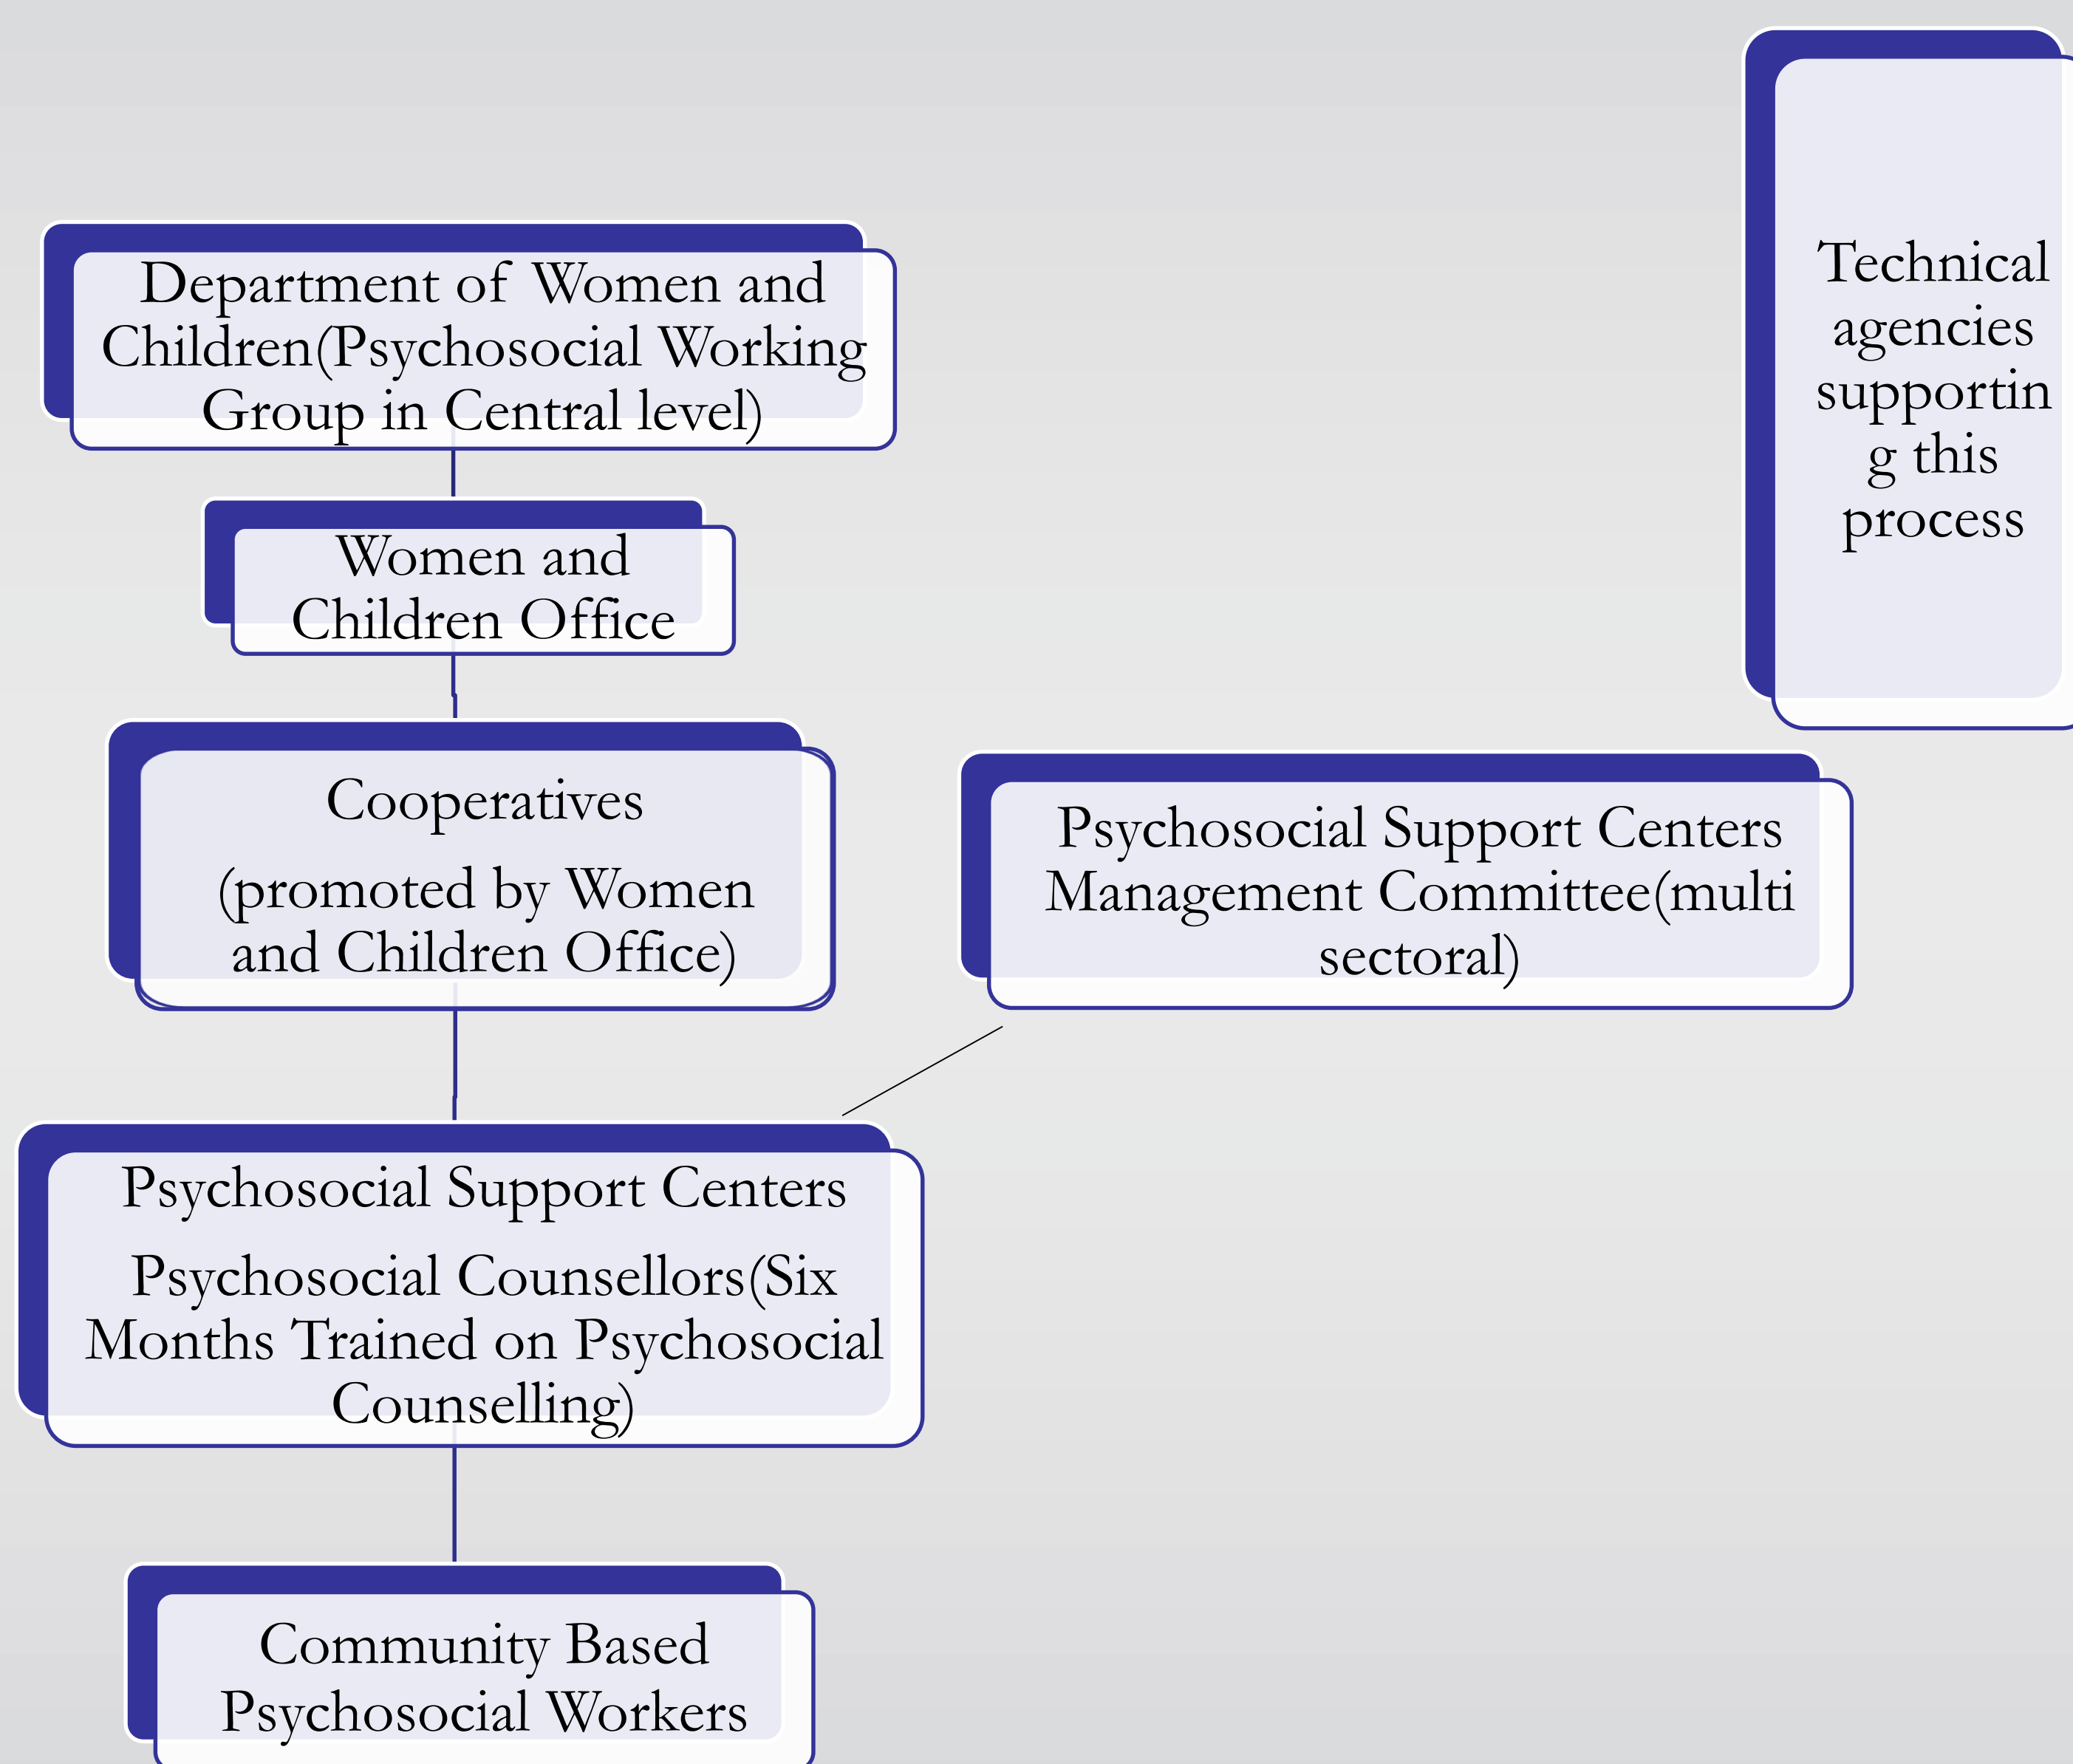 Department of Women and
Children(Psychosocial Working
Group in Central level)
Women and
Children Office
Cooperatives
(promoted by Women
and Children Office)
Psychosocial Support Centers
Psychosocial Counsellors(Six
Months Trained on Psychosocial
Counselling)
Community Based
Psychosocial Workers
Psychosocial Support Centers
Management Committee(multi
sectoral)
Technical
agencies
supportin
g this
process